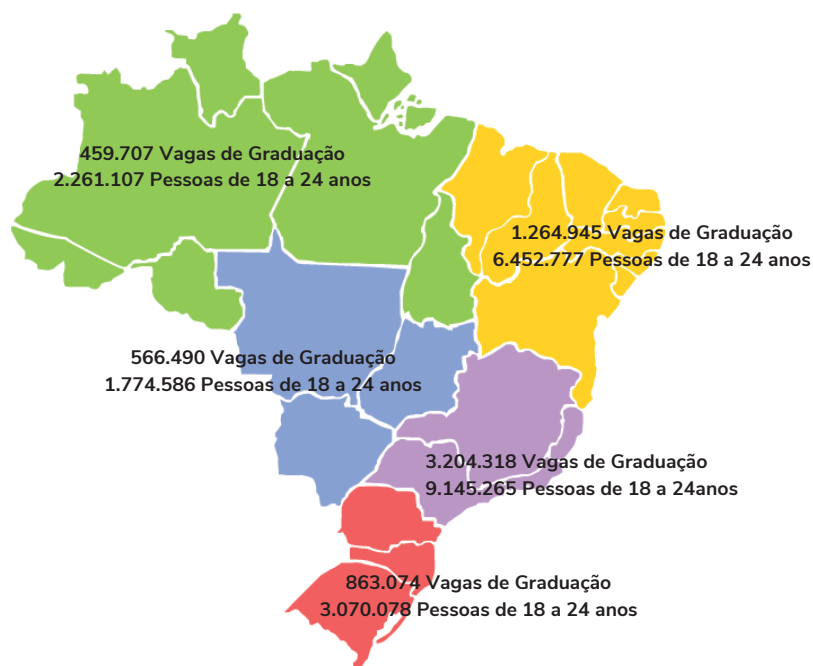 459.707 Vagas de Graduação
2.261.107 Pessoas de 18 a 24 anos
1.264.945 Vagas de Graduação
6.452.777 Pessoas de 18 a 24 anos
566.490 Vagas de Graduação
1.774.586 Pessoas de 18 a 24 anos
3.204.318 Vagas de Graduação
9.145.265 Pessoas de 18 a 24anos
863.074 Vagas de Graduação
3.070.078 Pessoas de 18 a 24 anos